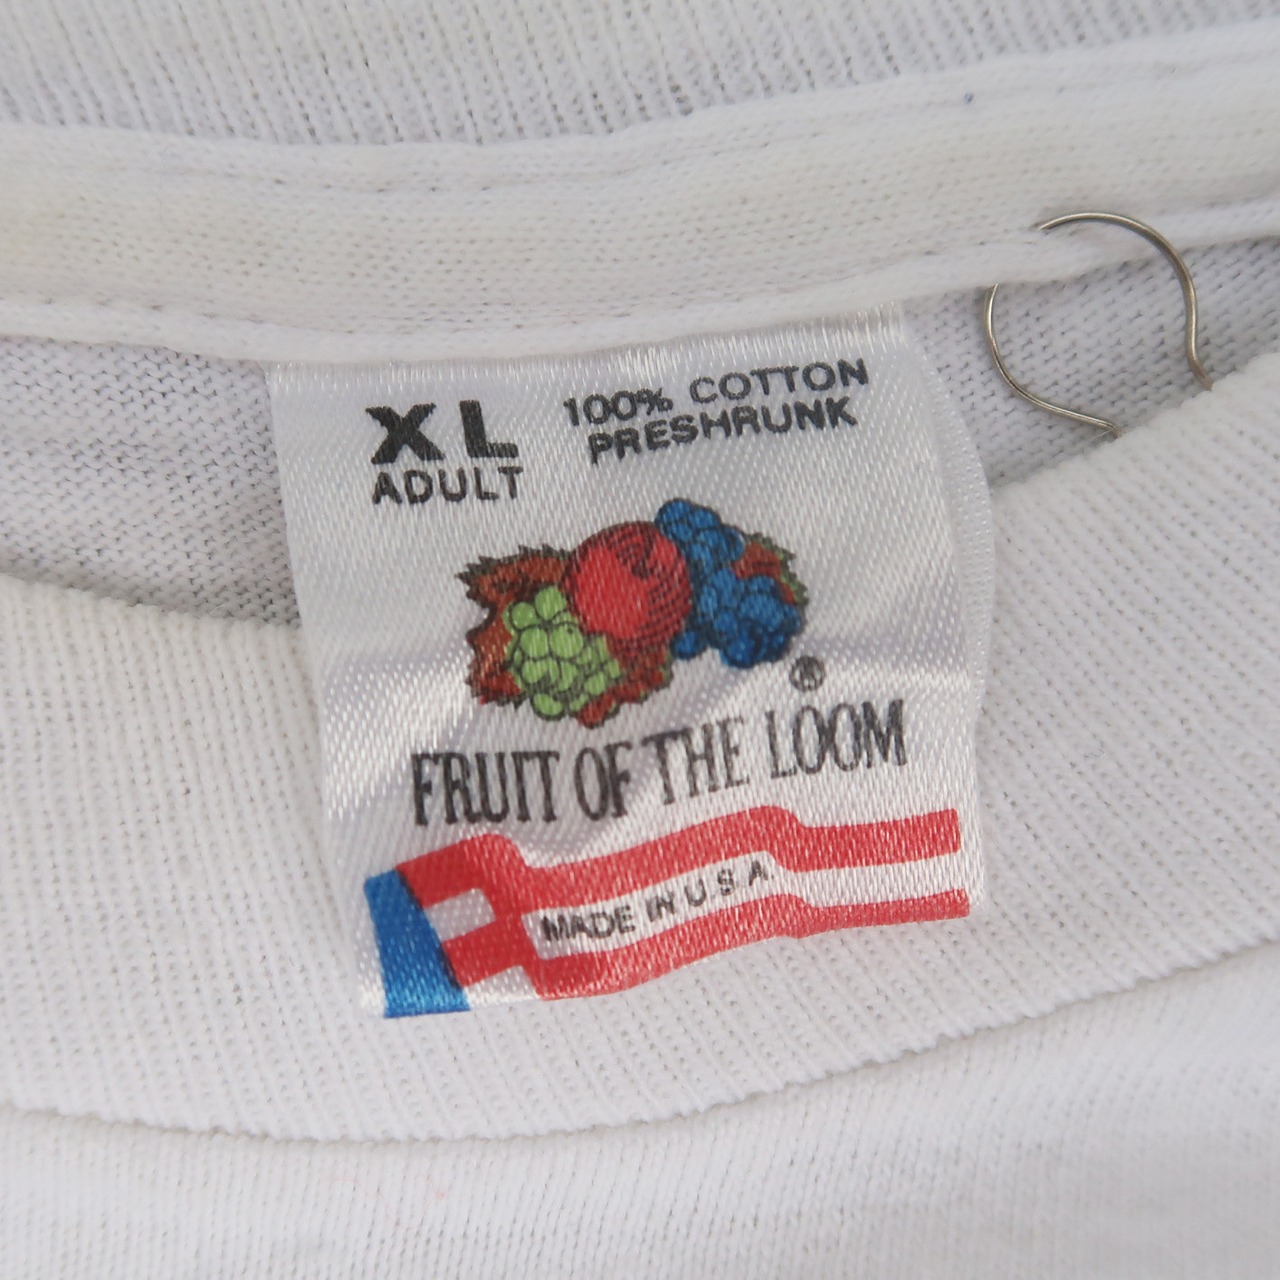 XL
ADULT
100% COTTON
PRESHRUNK
®
FRUIT OF THE LOOM
MADE IN U S A